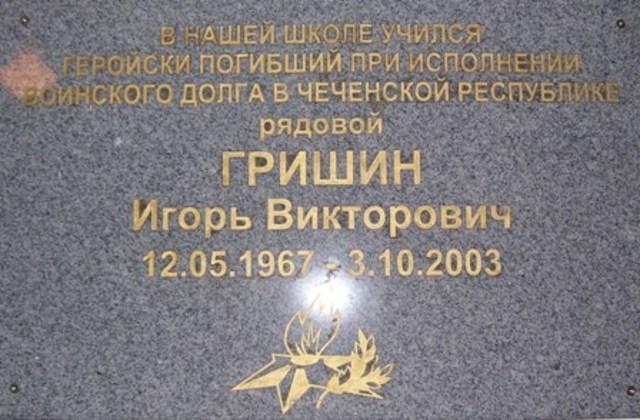 В НАШЕЙ ШКОЛЕ УЧИЛСЯ
ГЕРОЙСКИ ПОГИБШИЙ ПРИ ИСПОЛНЕНИИ
ВОИНСКОГО ДОЛГА В ЧЕЧЕНСКОЙ РЕСПУБЛИКЕ
рядовой
ГРИШИН
Игорь Викторович
12.05.1967 - 3.10.2003